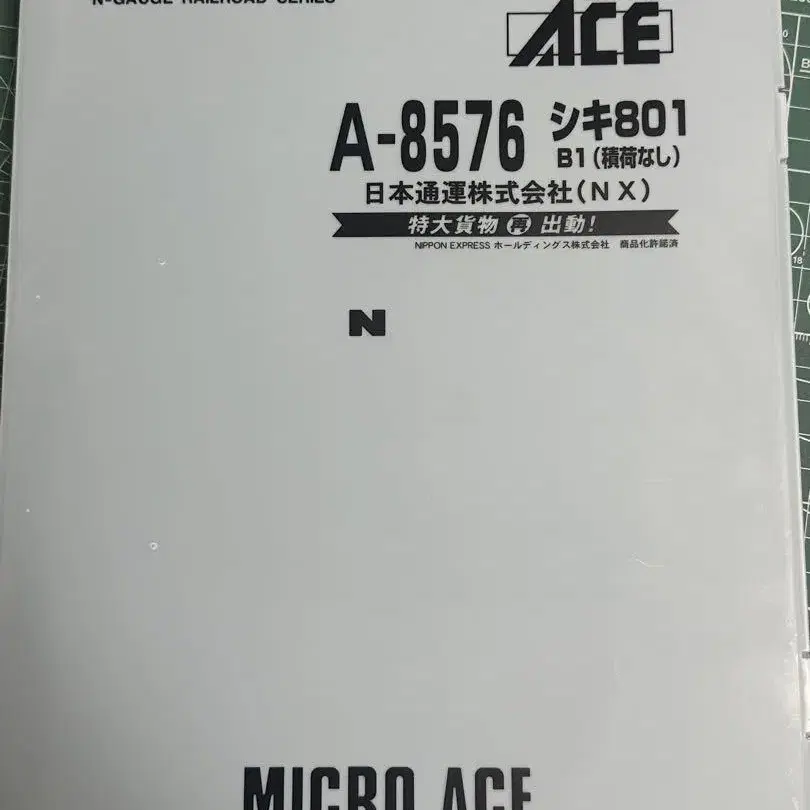 N-GAUGE RAILROAD SERIES
ACE
A-8576 シキ801
B1(積荷なし)
日本通運株式会社(NX)
特大貨物 再 出動!
NIPPON EXPRESS ホールディングス株式会社 商品化許諾済
N
MICRO ACE
18